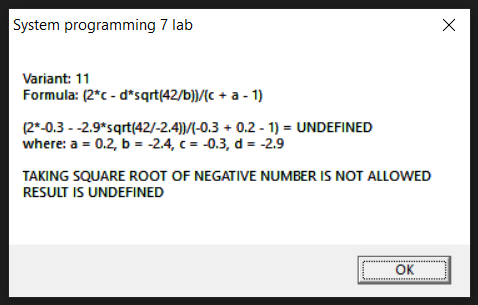 System programming 7 lab
Variant: 11
Formula: (2*c - d*sqrt(42/b))/(c + a - 1)
(2*-0.3 - -2.9*sqrt(42/-2.4))/(-0.3 + 0.2 - 1) = UNDEFINED
where: a = 0.2, b = -2.4, c = -0.3, d = -2.9
TAKING SQUARE ROOT OF NEGATIVE NUMBER IS NOT ALLOWED
RESULT IS UNDEFINED
OK